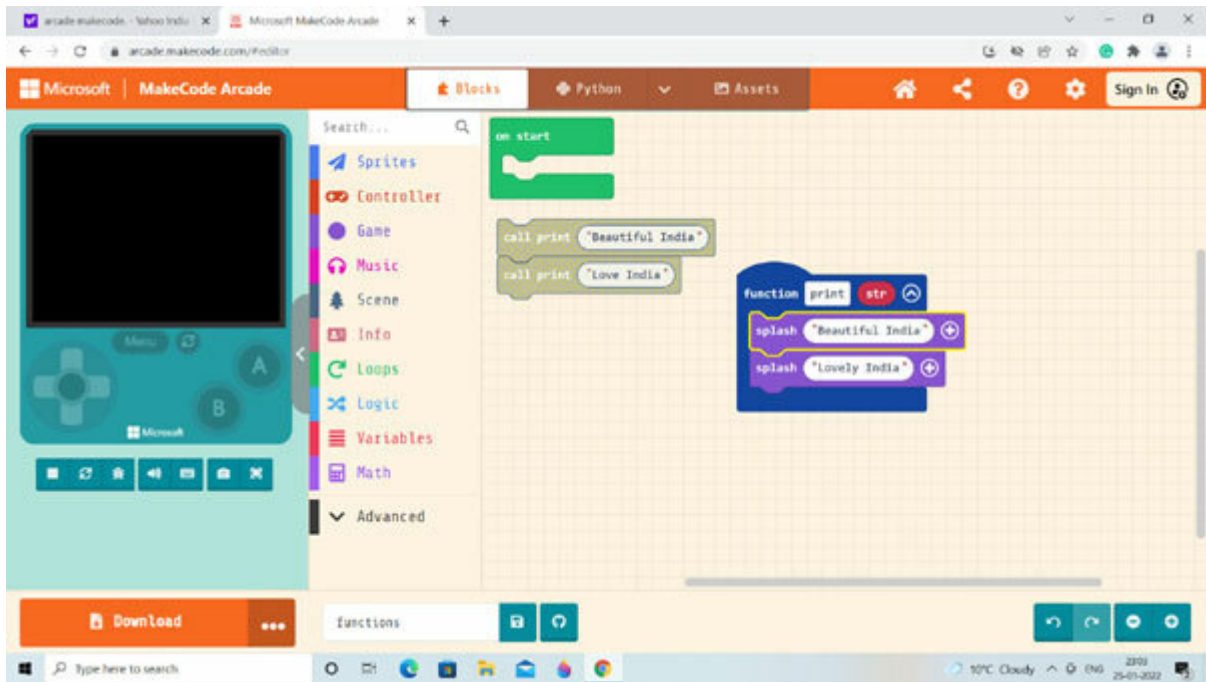 arcade makecode - Yahoo India
Microsoft MakeCode Arcade
arcade.makecode.com/#editor
Microsoft | MakeCode Arcade
Blocks
Python
Assets
Sign In
Search...
Sprites
Controller
Game
Music
Scene
Info
Loops
Logic
Variables
Math
Advanced
Menu
A
B
Microsoft
on start
call print "Beautiful India"
call print "Love India"
function print str
splash "Beautiful India"
splash "Lovely India"
Download
functions
Type here to search
10°C Cloudy
ENG
23:03
25-01-2022